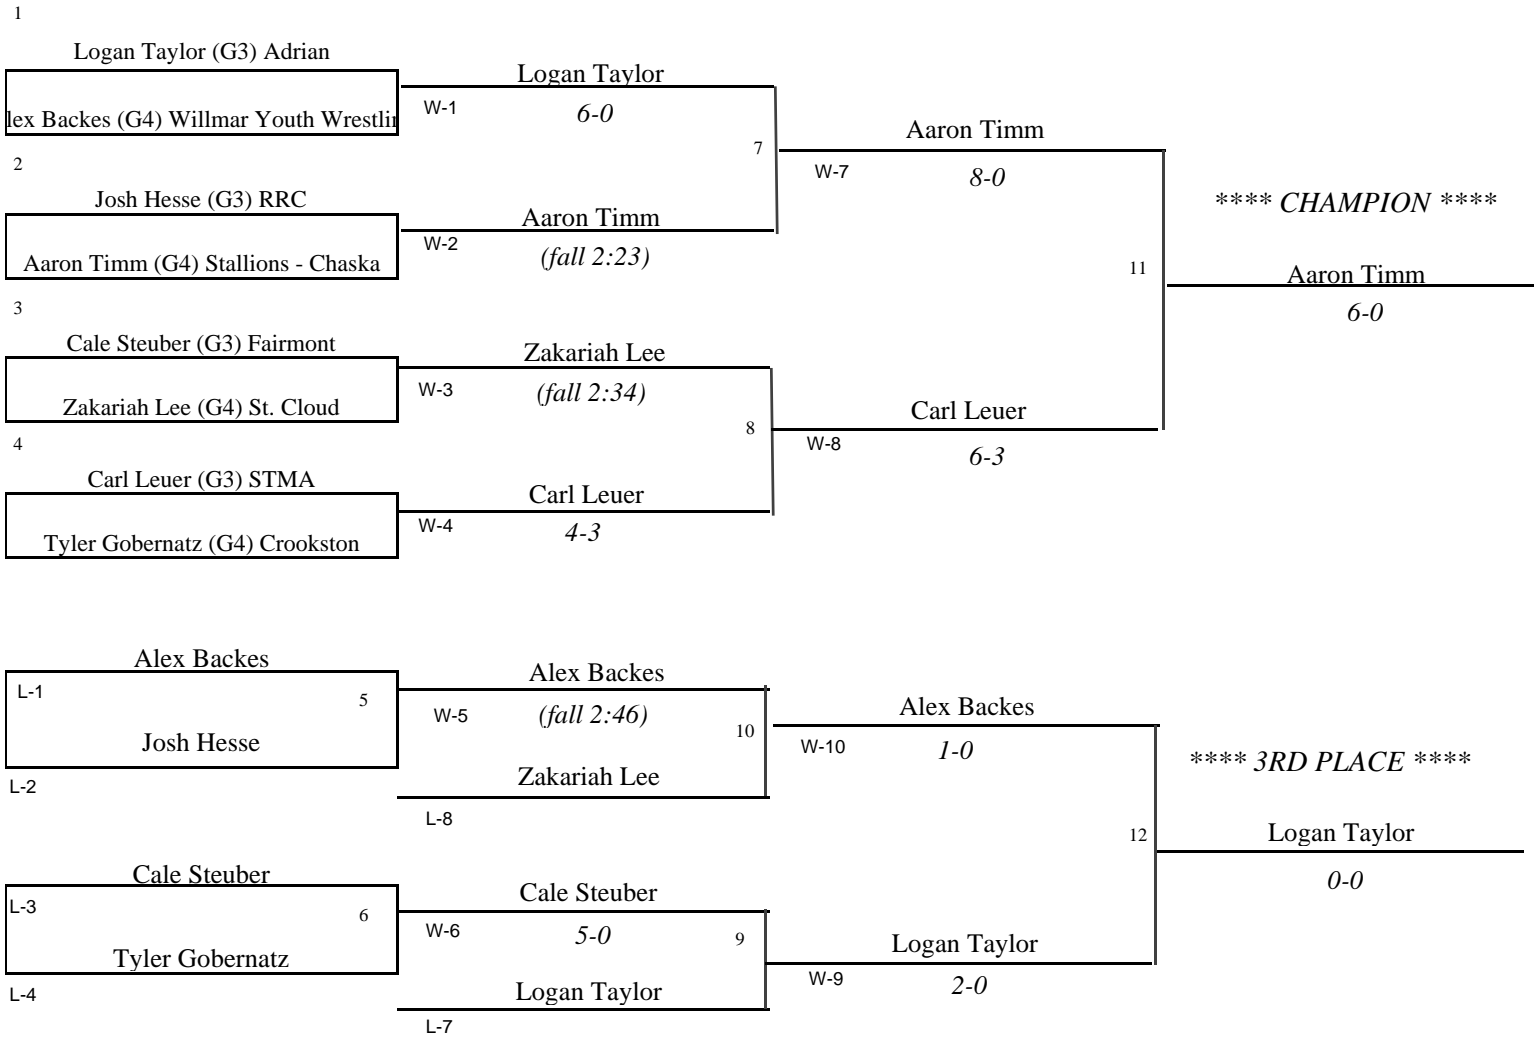 1
Logan Taylor (G3) Adrian
lex Backes (G4) Willmar Youth Wrestlin
W-1
Logan Taylor
6-0
2
Josh Hesse (G3) RRC
Aaron Timm (G4) Stallions - Chaska
W-2
Aaron Timm
(fall 2:23)
7
W-7
Aaron Timm
8-0
3
Cale Steuber (G3) Fairmont
Zakariah Lee (G4) St. Cloud
W-3
Zakariah Lee
(fall 2:34)
4
Carl Leuer (G3) STMA
Tyler Gobernatz (G4) Crookston
W-4
Carl Leuer
4-3
8
W-8
Carl Leuer
6-3
11
**** CHAMPION ****
Aaron Timm
6-0
Alex Backes
L-1
5
Josh Hesse
L-2
W-5
Alex Backes
(fall 2:46)
10
Zakariah Lee
L-8
W-10
Alex Backes
1-0
Cale Steuber
L-3
6
Tyler Gobernatz
L-4
W-6
Cale Steuber
5-0
9
Logan Taylor
L-7
W-9
Logan Taylor
2-0
12
**** 3RD PLACE ****
Logan Taylor
0-0